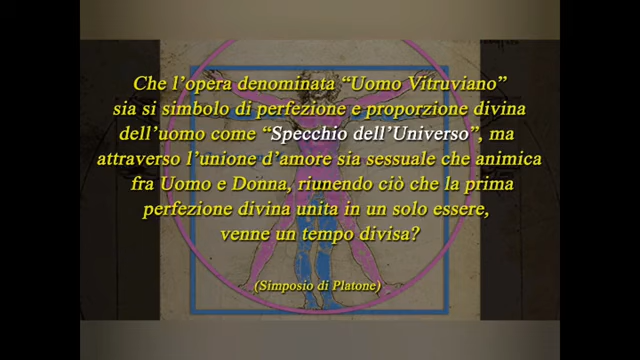 Che l'opera denominata "Uomo Vitruviano"
sia si simbolo di perfezione e proporzione divina
dell'uomo come "Specchio dell'Universo", ma
attraverso l'unione d'amore sia sessuale che animica
fra Uomo e Donna, riunendo ciò che la prima
perfezione divina unita in un solo essere,
venne un tempo divisa?
(Simposio di Platone)